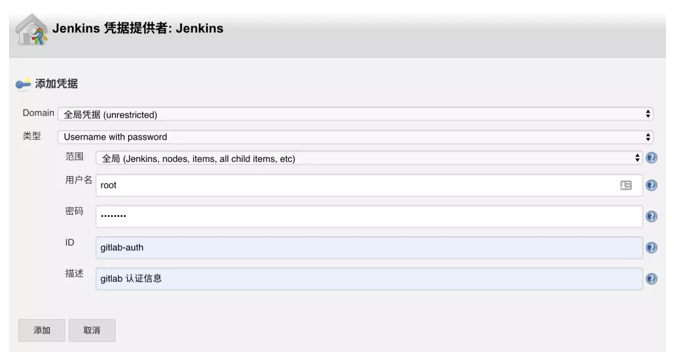 Jenkins 凭据提供者: Jenkins
添加凭据
Domain 全局凭据 (unrestricted)
类型 Username with password
范围 全局 (Jenkins, nodes, items, all child items, etc)
用户名 root
密码 ••••••••
ID gitlab-auth
描述 gitlab 认证信息
添加 取消